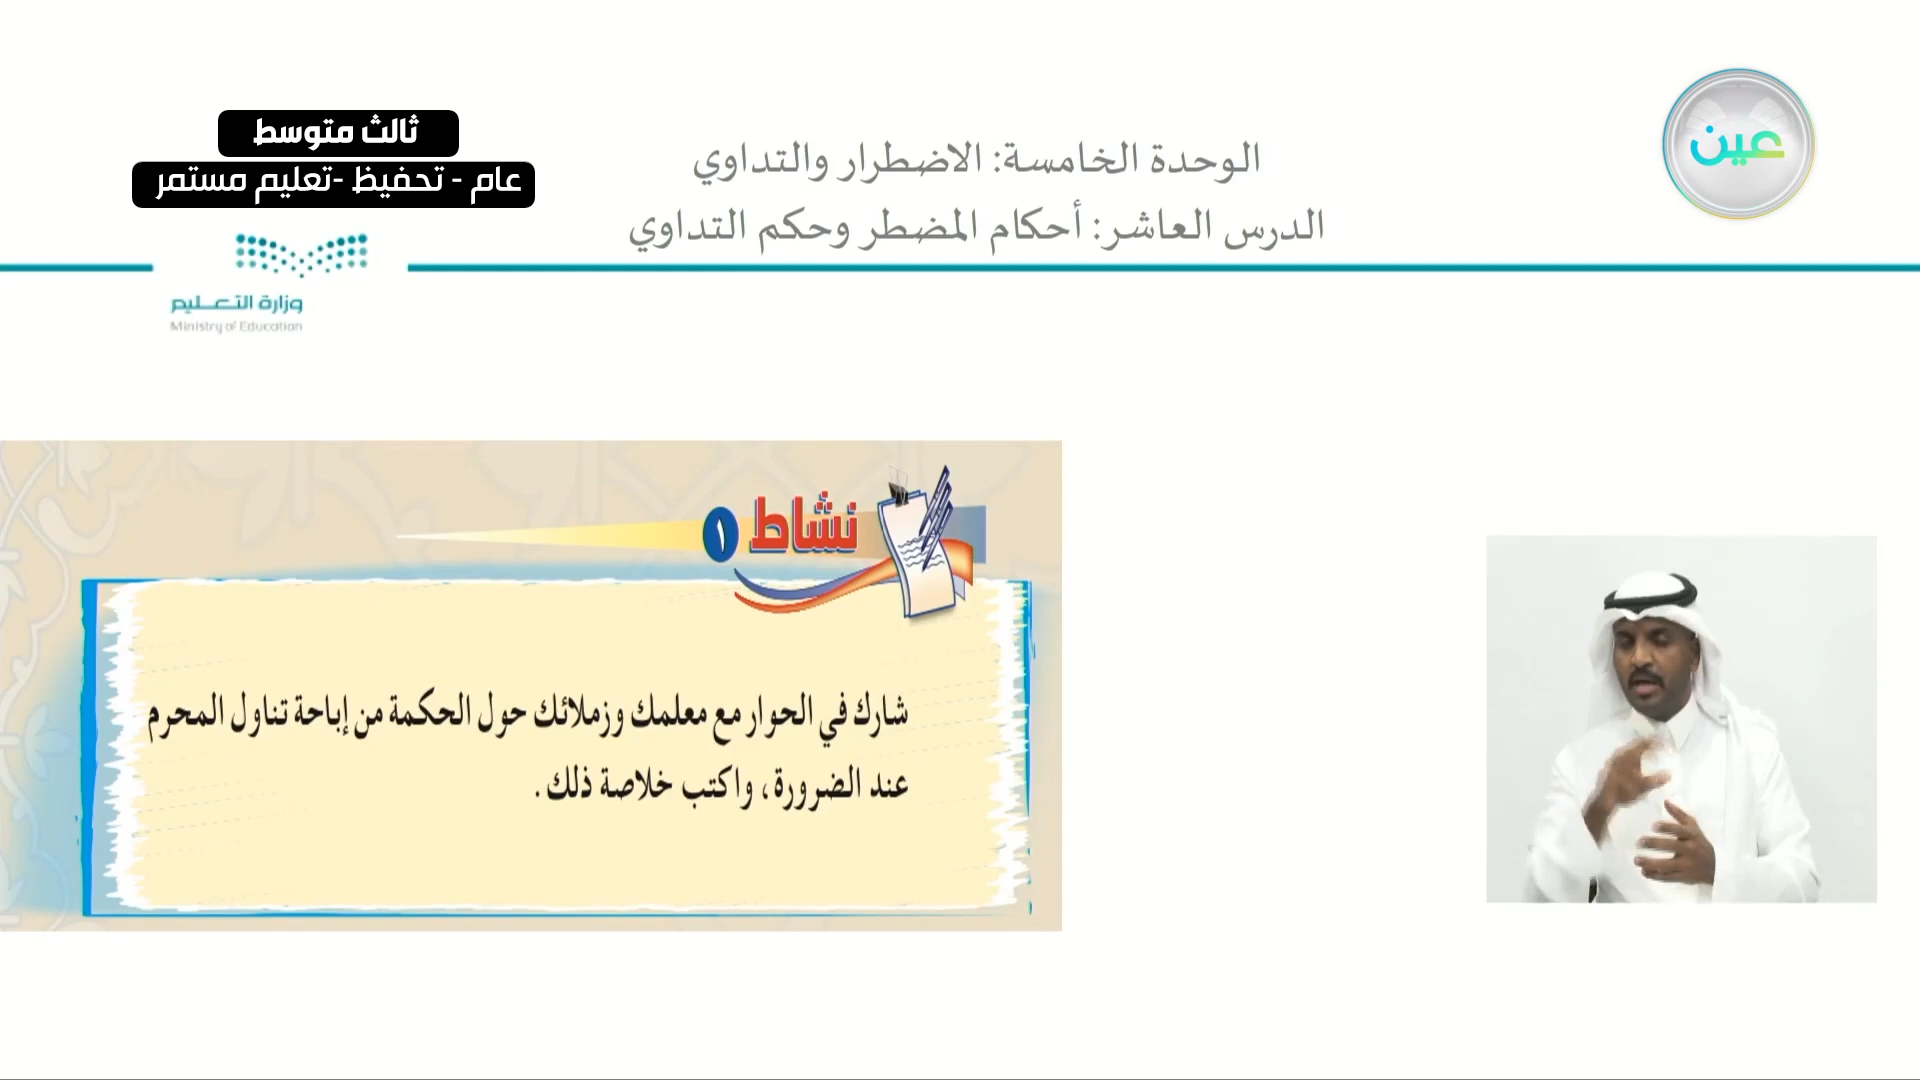 ثالث متوسط
عام - تحفيظ -تعليم مستمر
الوحدة الخامسة: الاضطرار والتداوي
الدرس العاشر: أحكام المضطر وحكم التداوي
عين
وزارة التعـليم
Ministry of Education
نشاط ١
شارك في الحوار مع معلمك وزملائك حول الحكمة من إباحة تناول المحرم
عند الضرورة، واكتب خلاصة ذلك.